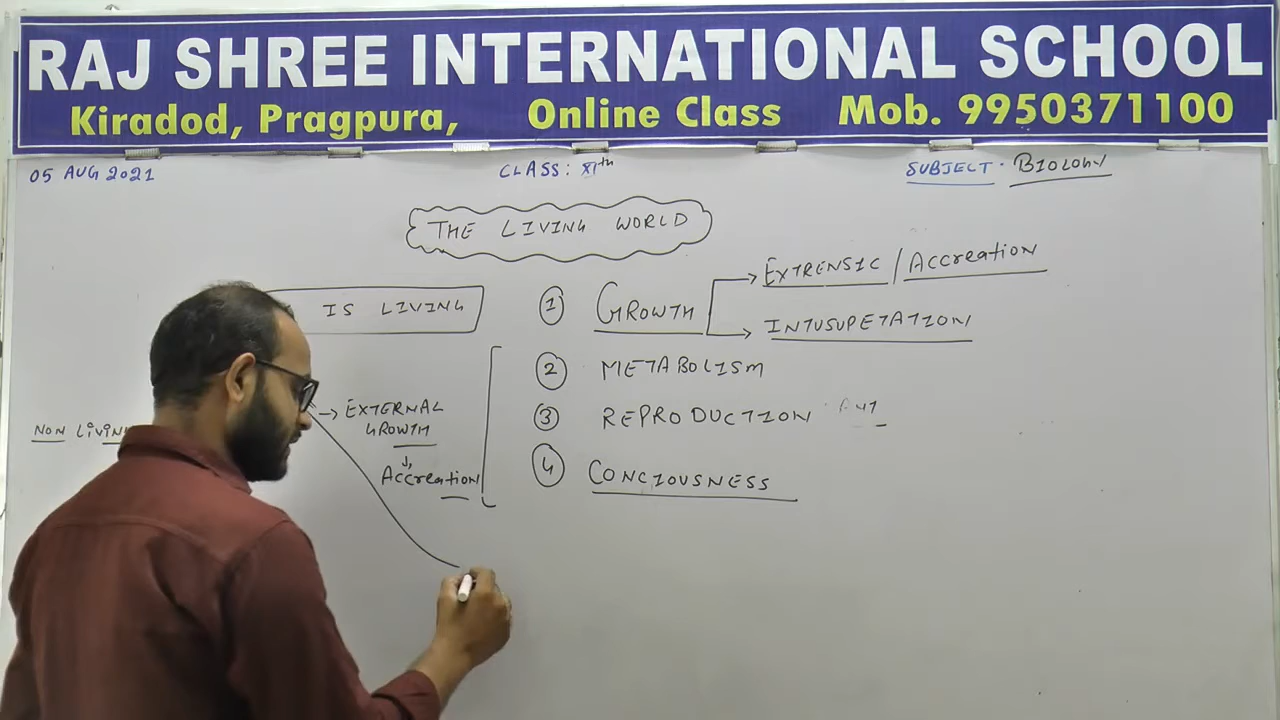 RAJ SHREE INTERNATIONAL SCHOOL
Kiradod, Pragpura, Online Class Mob. 9950371100
05 AUG 2021 CLASS: XIth SUBJECT - BIOLOGY
THE LIVING WORLD
IS LIVING
1 GROWTH
EXTRENSIC / ACCREATION
INTUSUPETATION
2 METABOLISM
3 REPRODUCTION
4 CONCIOUSNESS
NON LIVING
→ EXTERNAL
GROWTH
↓
ACCREATION